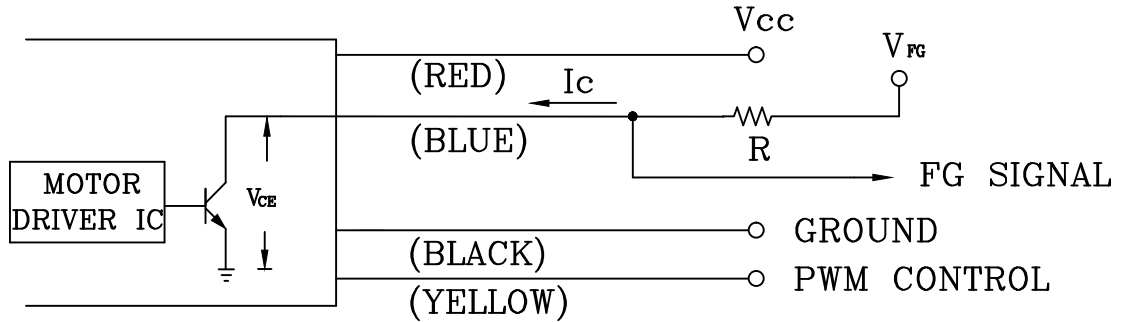 Vcc
VFG
(RED)
Ic
(BLUE)
R
MOTOR
DRIVER IC
VCE
FG SIGNAL
GROUND
(BLACK)
PWM CONTROL
(YELLOW)